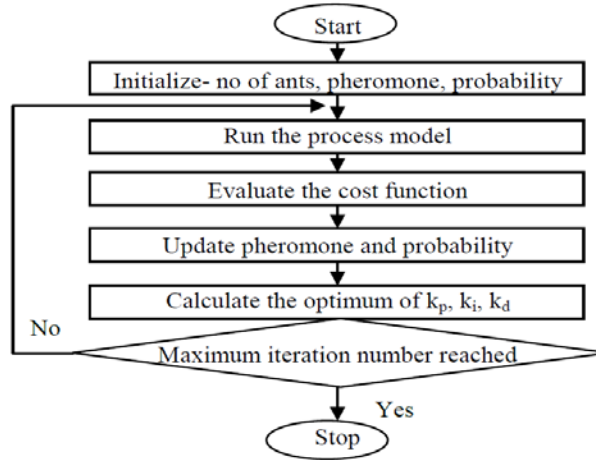 Start
Initialize- no of ants, pheromone, probability
Run the process model
Evaluate the cost function
Update pheromone and probability
Calculate the optimum of kp, ki, kd
No
Maximum iteration number reached
Yes
Stop